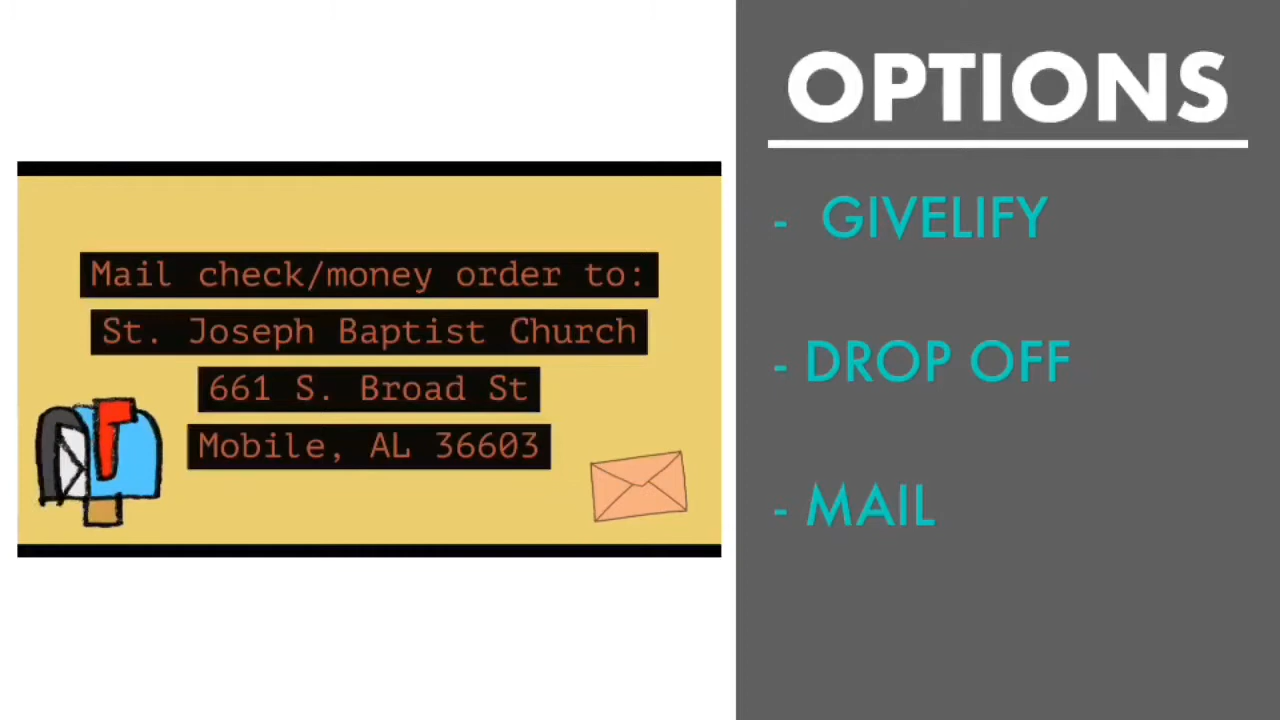 Mail check/money order to:
St. Joseph Baptist Church
661 S. Broad St
Mobile, AL 36603
OPTIONS
- GIVELIFY
- DROP OFF
- MAIL